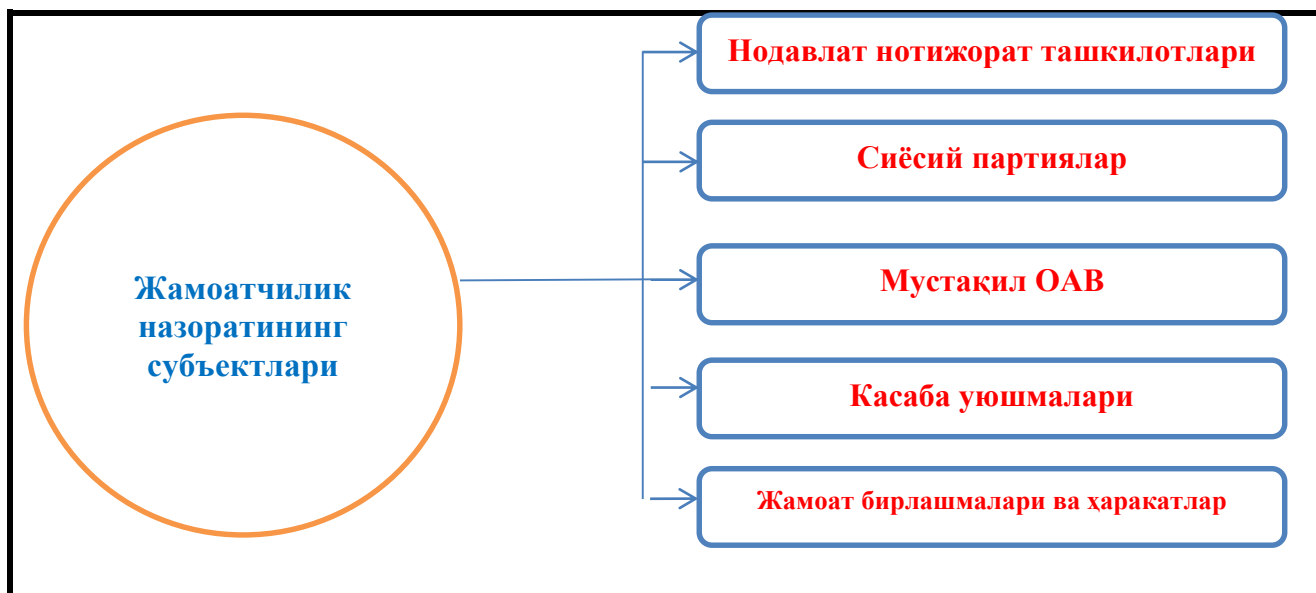 Жамоатчилик
назоратининг
субъектлари
Нодавлат нотижорат ташкилотлари
Сиёсий партиялар
Мустақил ОАВ
Касаба уюшмалари
Жамоат бирлашмалари ва ҳаракатлар